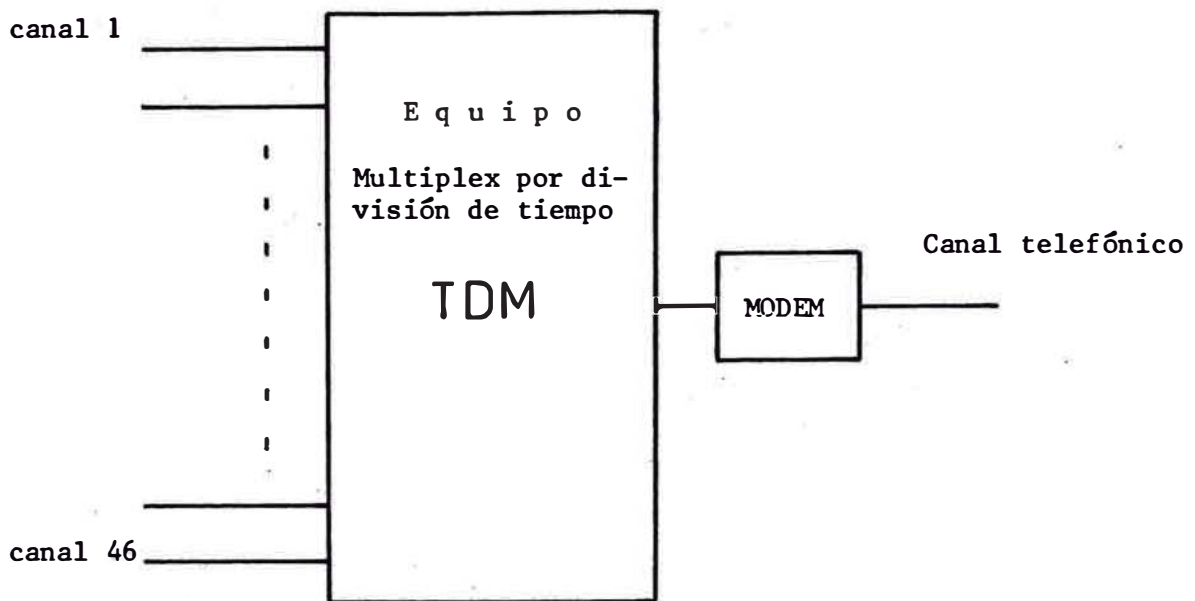 canal 1
E q u i p o
Multiplex por di-
visión de tiempo
TDM
Canal telefónico
MODEM
canal 46